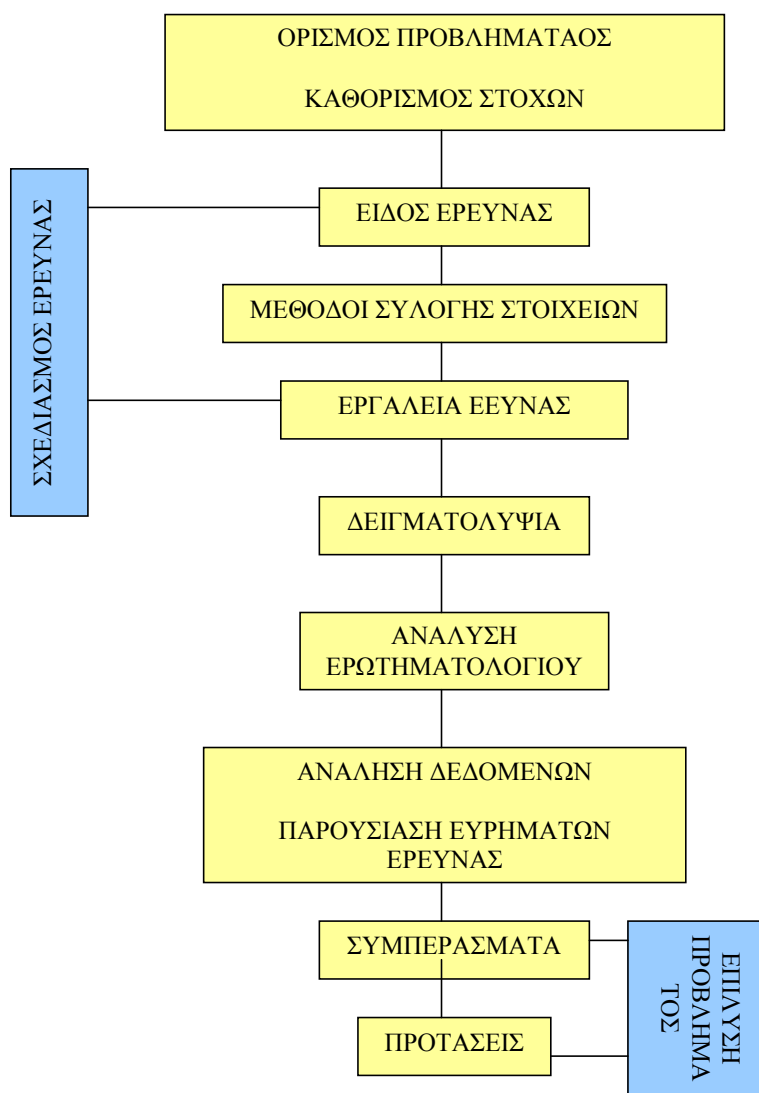 ΟΡΙΣΜΟΣ ΠΡΟΒΛΗΜΑΤΑΟΣ
ΚΑΘΟΡΙΣΜΟΣ ΣΤΟΧΩΝ
ΣΧΕΔΙΑΣΜΟΣ ΕΡΕΥΝΑΣ
ΕΙΔΟΣ ΕΡΕΥΝΑΣ
ΜΕΘΟΔΟΙ ΣΥΛΟΓΗΣ ΣΤΟΙΧΕΙΩΝ
ΕΡΓΑΛΕΙΑ ΕΕΥΝΑΣ
ΔΕΙΓΜΑΤΟΛΥΨΙΑ
ΑΝΑΛΥΣΗ
ΕΡΩΤΗΜΑΤΟΛΟΓΙΟΥ
ΑΝΑΛΗΣΗ ΔΕΔΟΜΕΝΩΝ
ΠΑΡΟΥΣΙΑΣΗ ΕΥΡΗΜΑΤΩΝ
ΕΡΕΥΝΑΣ
ΣΥΜΠΕΡΑΣΜΑΤΑ
ΠΡΟΤΑΣΕΙΣ
ΕΠΙΛΥΣΗ
ΠΡΟΒΛΗΜΑ
ΤΟΣ